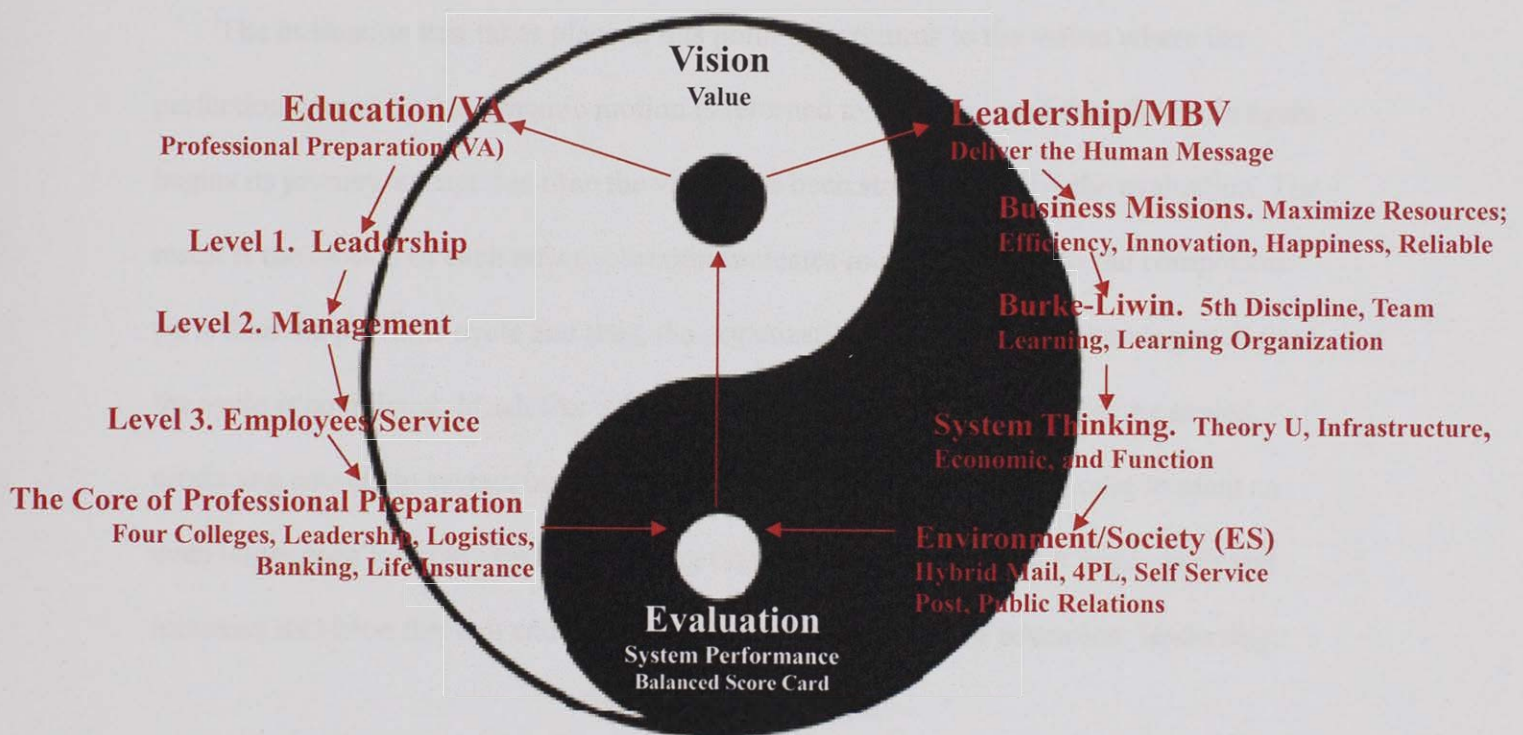 Vision
Value
Education/VA
Professional Preparation (VA)
Level 1. Leadership
Level 2. Management
Level 3. Employees/Service
The Core of Professional Preparation
Four Colleges, Leadership, Logistics,
Banking, Life Insurance
Leadership/MBV
Deliver the Human Message
Business Missions. Maximize Resources;
Efficiency, Innovation, Happiness, Reliable
Burke-Liwin. 5th Discipline, Team
Learning, Learning Organization
System Thinking. Theory U, Infrastructure,
Economic, and Function
Environment/Society (ES)
Hybrid Mail, 4PL, Self Service
Post, Public Relations
Evaluation
System Performance
Balanced Score Card